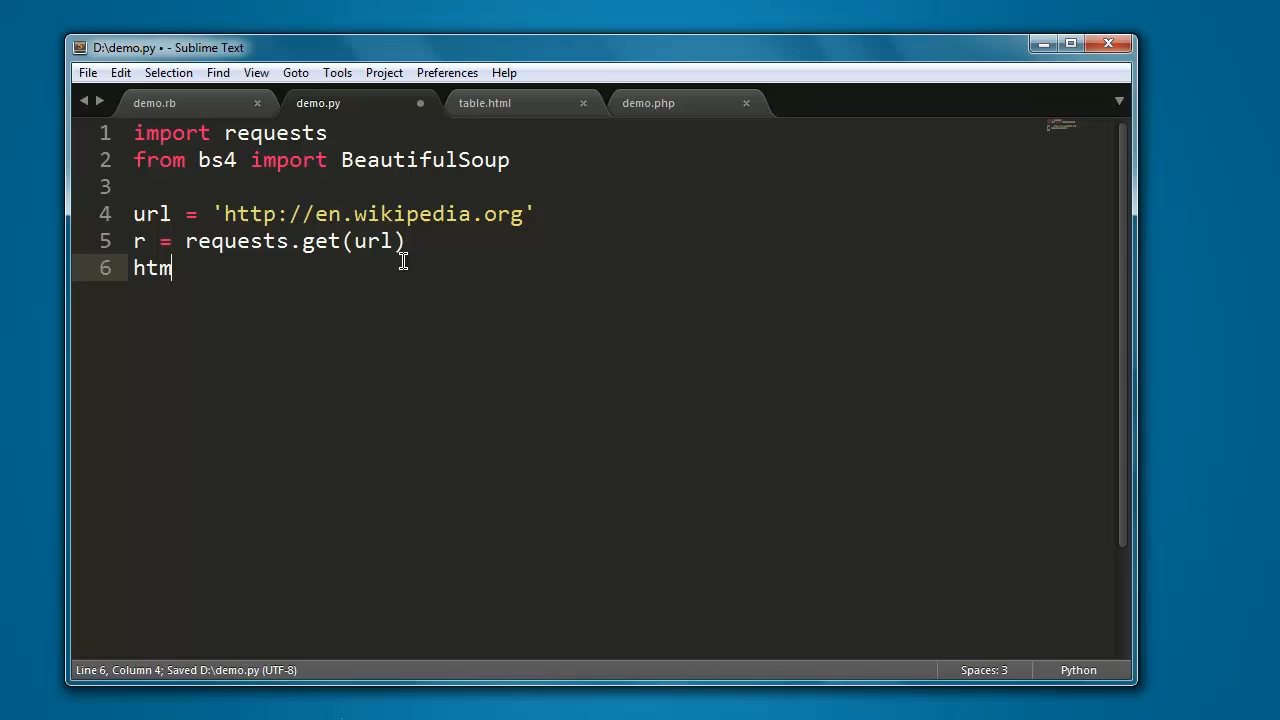 D:\demo.py • - Sublime Text
File Edit Selection Find View Goto Tools Project Preferences Help
demo.rb × demo.py table.html × demo.php ×
1 import requests
2 from bs4 import BeautifulSoup
3
4 url = 'http://en.wikipedia.org'
5 r = requests.get(url)
6 htm
Line 6, Column 4; Saved D:\demo.py (UTF-8) Spaces: 3 Python